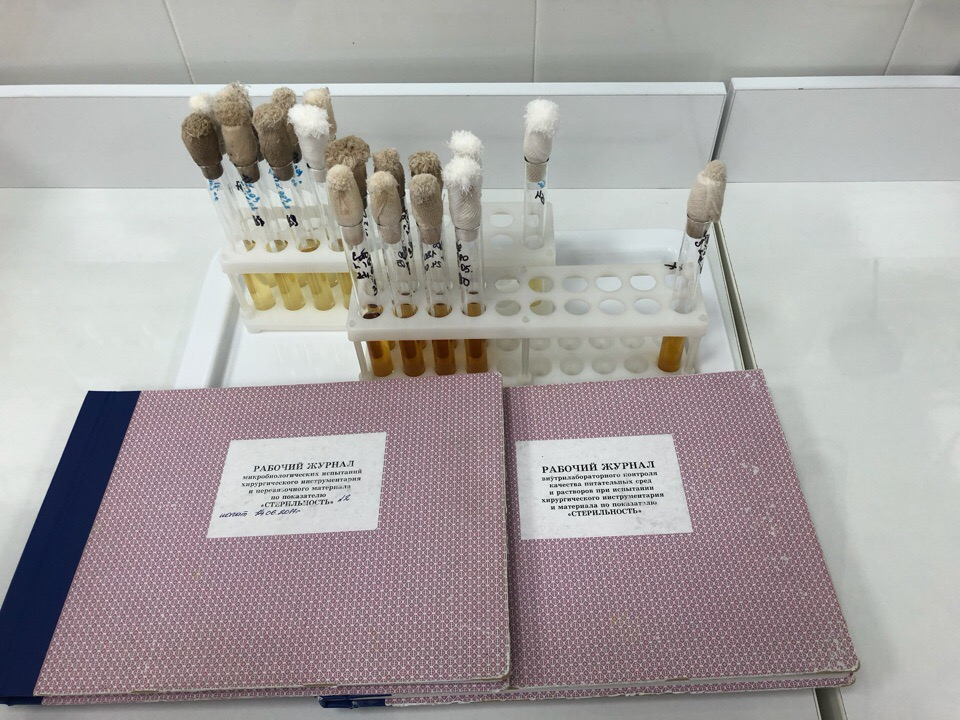 РАБОЧИЙ ЖУРНАЛ
микробиологических испытаний
хирургического инструментария
и перевязочного материала
по показателю
«СТЕРИЛЬНОСТЬ»
РАБОЧИЙ ЖУРНАЛ
внутрилабораторного контроля
качества питательных сред
и растворов при испытании
хирургического инструментария
и материала по показателю
«СТЕРИЛЬНОСТЬ»